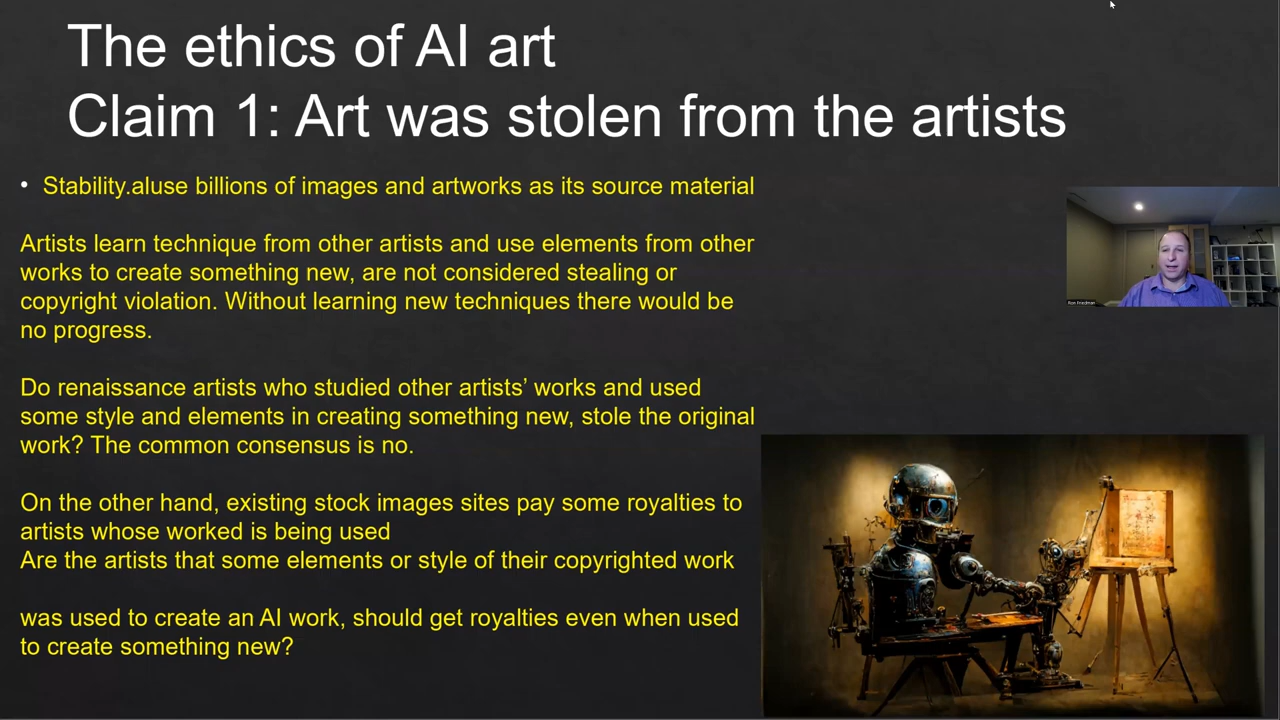 The ethics of AI art
Claim 1: Art was stolen from the artists
• Stability.aIuse billions of images and artworks as its source material
Artists learn technique from other artists and use elements from other
works to create something new, are not considered stealing or
copyright violation. Without learning new techniques there would be
no progress.
Do renaissance artists who studied other artists’ works and used
some style and elements in creating something new, stole the original
work? The common consensus is no.
On the other hand, existing stock images sites pay some royalties to
artists whose worked is being used
Are the artists that some elements or style of their copyrighted work
was used to create an AI work, should get royalties even when used
to create something new?
Ron Friedman